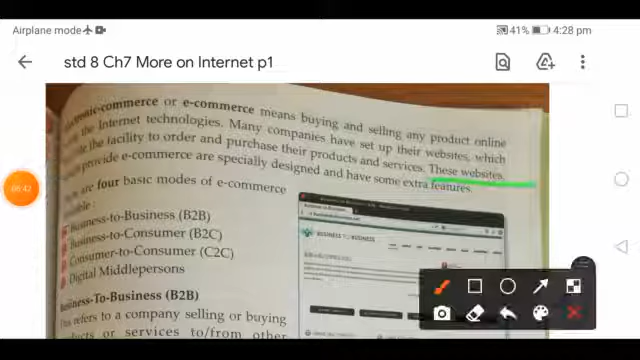 Airplane mode
41%
4:28 pm
std 8 Ch7 More on Internet p1
-commerce or e-commerce means buying and selling any product online
the Internet technologies. Many companies have set up their websites, which
the facility to order and purchase their products and services. These websites,
provide e-commerce are specially designed and have some extra features.
are four basic modes of e-commerce
Business-to-Business (B2B)
Business-to-Consumer (B2C)
Consumer-to-Consumer (C2C)
Digital Middlepersons
Business-To-Business (B2B)
This refers to a company selling or buying
or services to/from other
BUSINESS TO BUSINESS